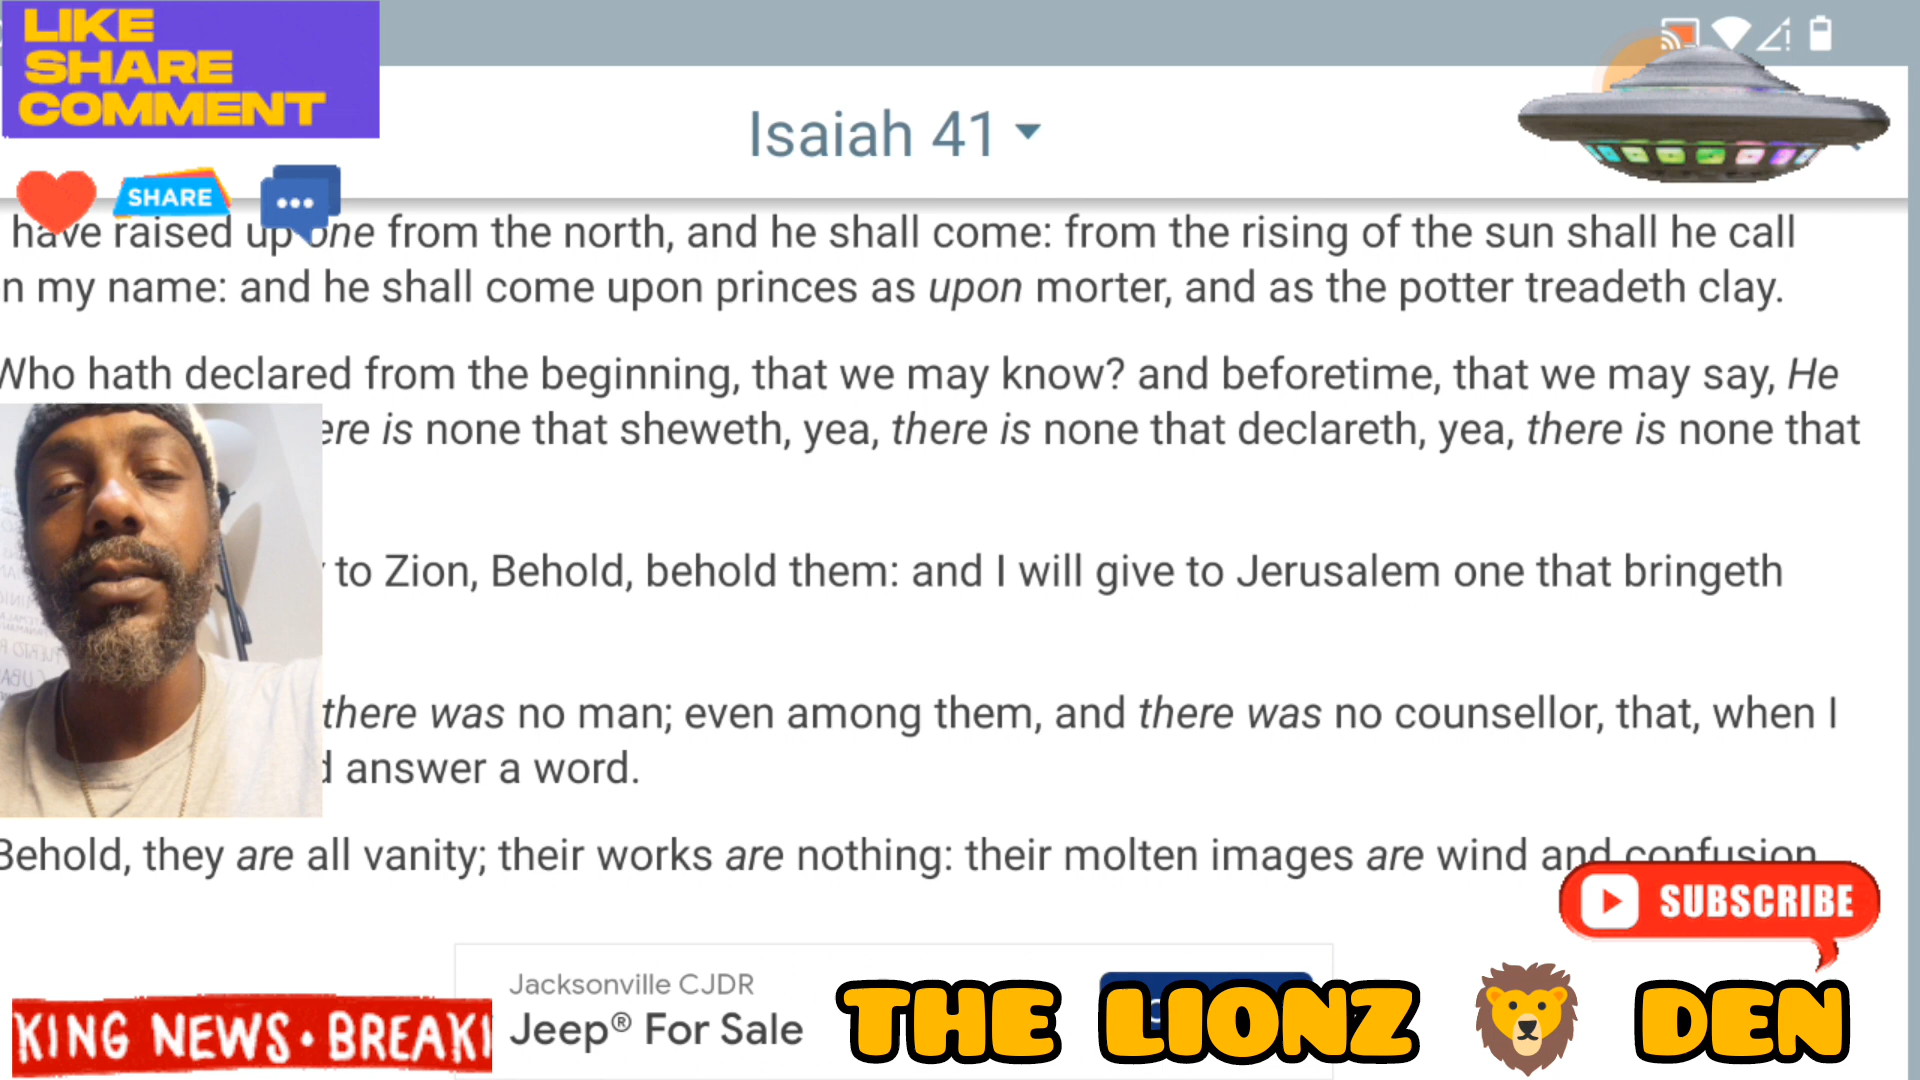 LIKE
SHARE
COMMENT
Isaiah 41
SHARE
have raised up one from the north, and he shall come: from the rising of the sun shall he call
n my name: and he shall come upon princes as upon morter, and as the potter treadeth clay.
Who hath declared from the beginning, that we may know? and beforetime, that we may say, He
ere is none that sheweth, yea, there is none that declareth, yea, there is none that
to Zion, Behold, behold them: and I will give to Jerusalem one that bringeth
there was no man; even among them, and there was no counsellor, that, when I
d answer a word.
Behold, they are all vanity; their works are nothing: their molten images are wind and confusion
SUBSCRIBE
Jacksonville CJDR
Jeep® For Sale
KING NEWS • BREAKI
THE LIONZ DEN